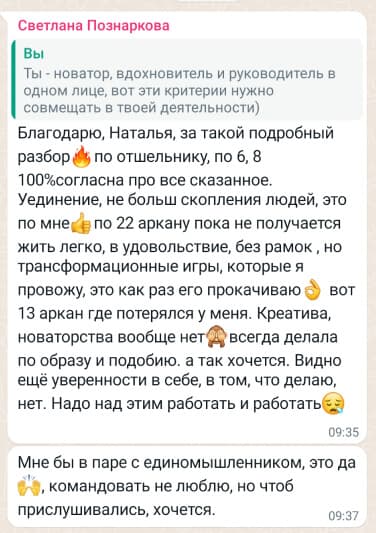 Светлана Познаркова
Вы
Ты - новатор, вдохновитель и руководитель в
одном лице, вот эти критерии нужно
совмещать в твоей деятельности)
Благодарю, Наталья, за такой подробный
разбор🔥по отшельнику, по 6, 8
100%согласна про все сказанное.
Уединение, не больш скопления людей, это
по мне👍по 22 аркану пока не получается
жить легко, в удовольствие, без рамок , но
трансформационные игры, которые я
провожу, это как раз его прокачиваю👌 вот
13 аркан где потерялся у меня. Креатива,
новаторства вообще нет🙈всегда делала
по образу и подобию. а так хочется. Видно
ещё уверенности в себе, в том, что делаю,
нет. Надо над этим работать и работать😪
09:35
Мне бы в паре с единомышленником, это да
🙌, командовать не люблю, но чтоб
прислушивались, хочется.
09:37